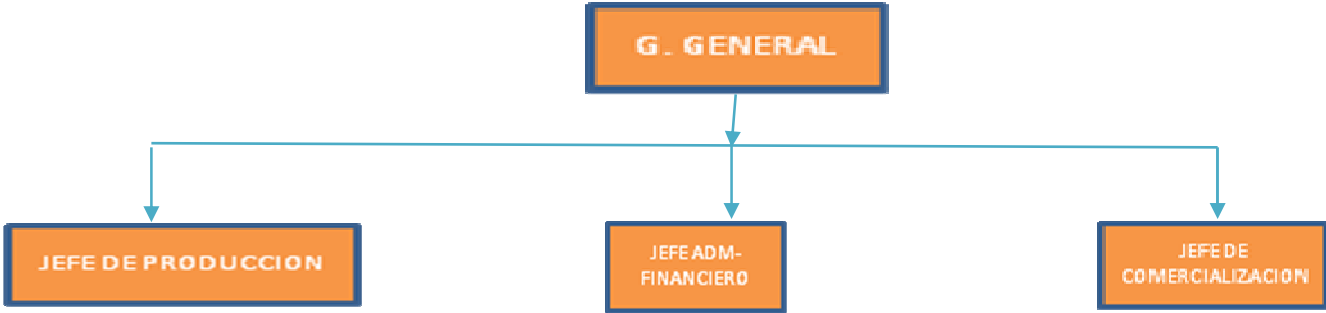 G. GENERAL
JEFE DE PRODUCCION
JEFE ADM-
FINANCIERO
JEFE DE
COMERCIALIZACION